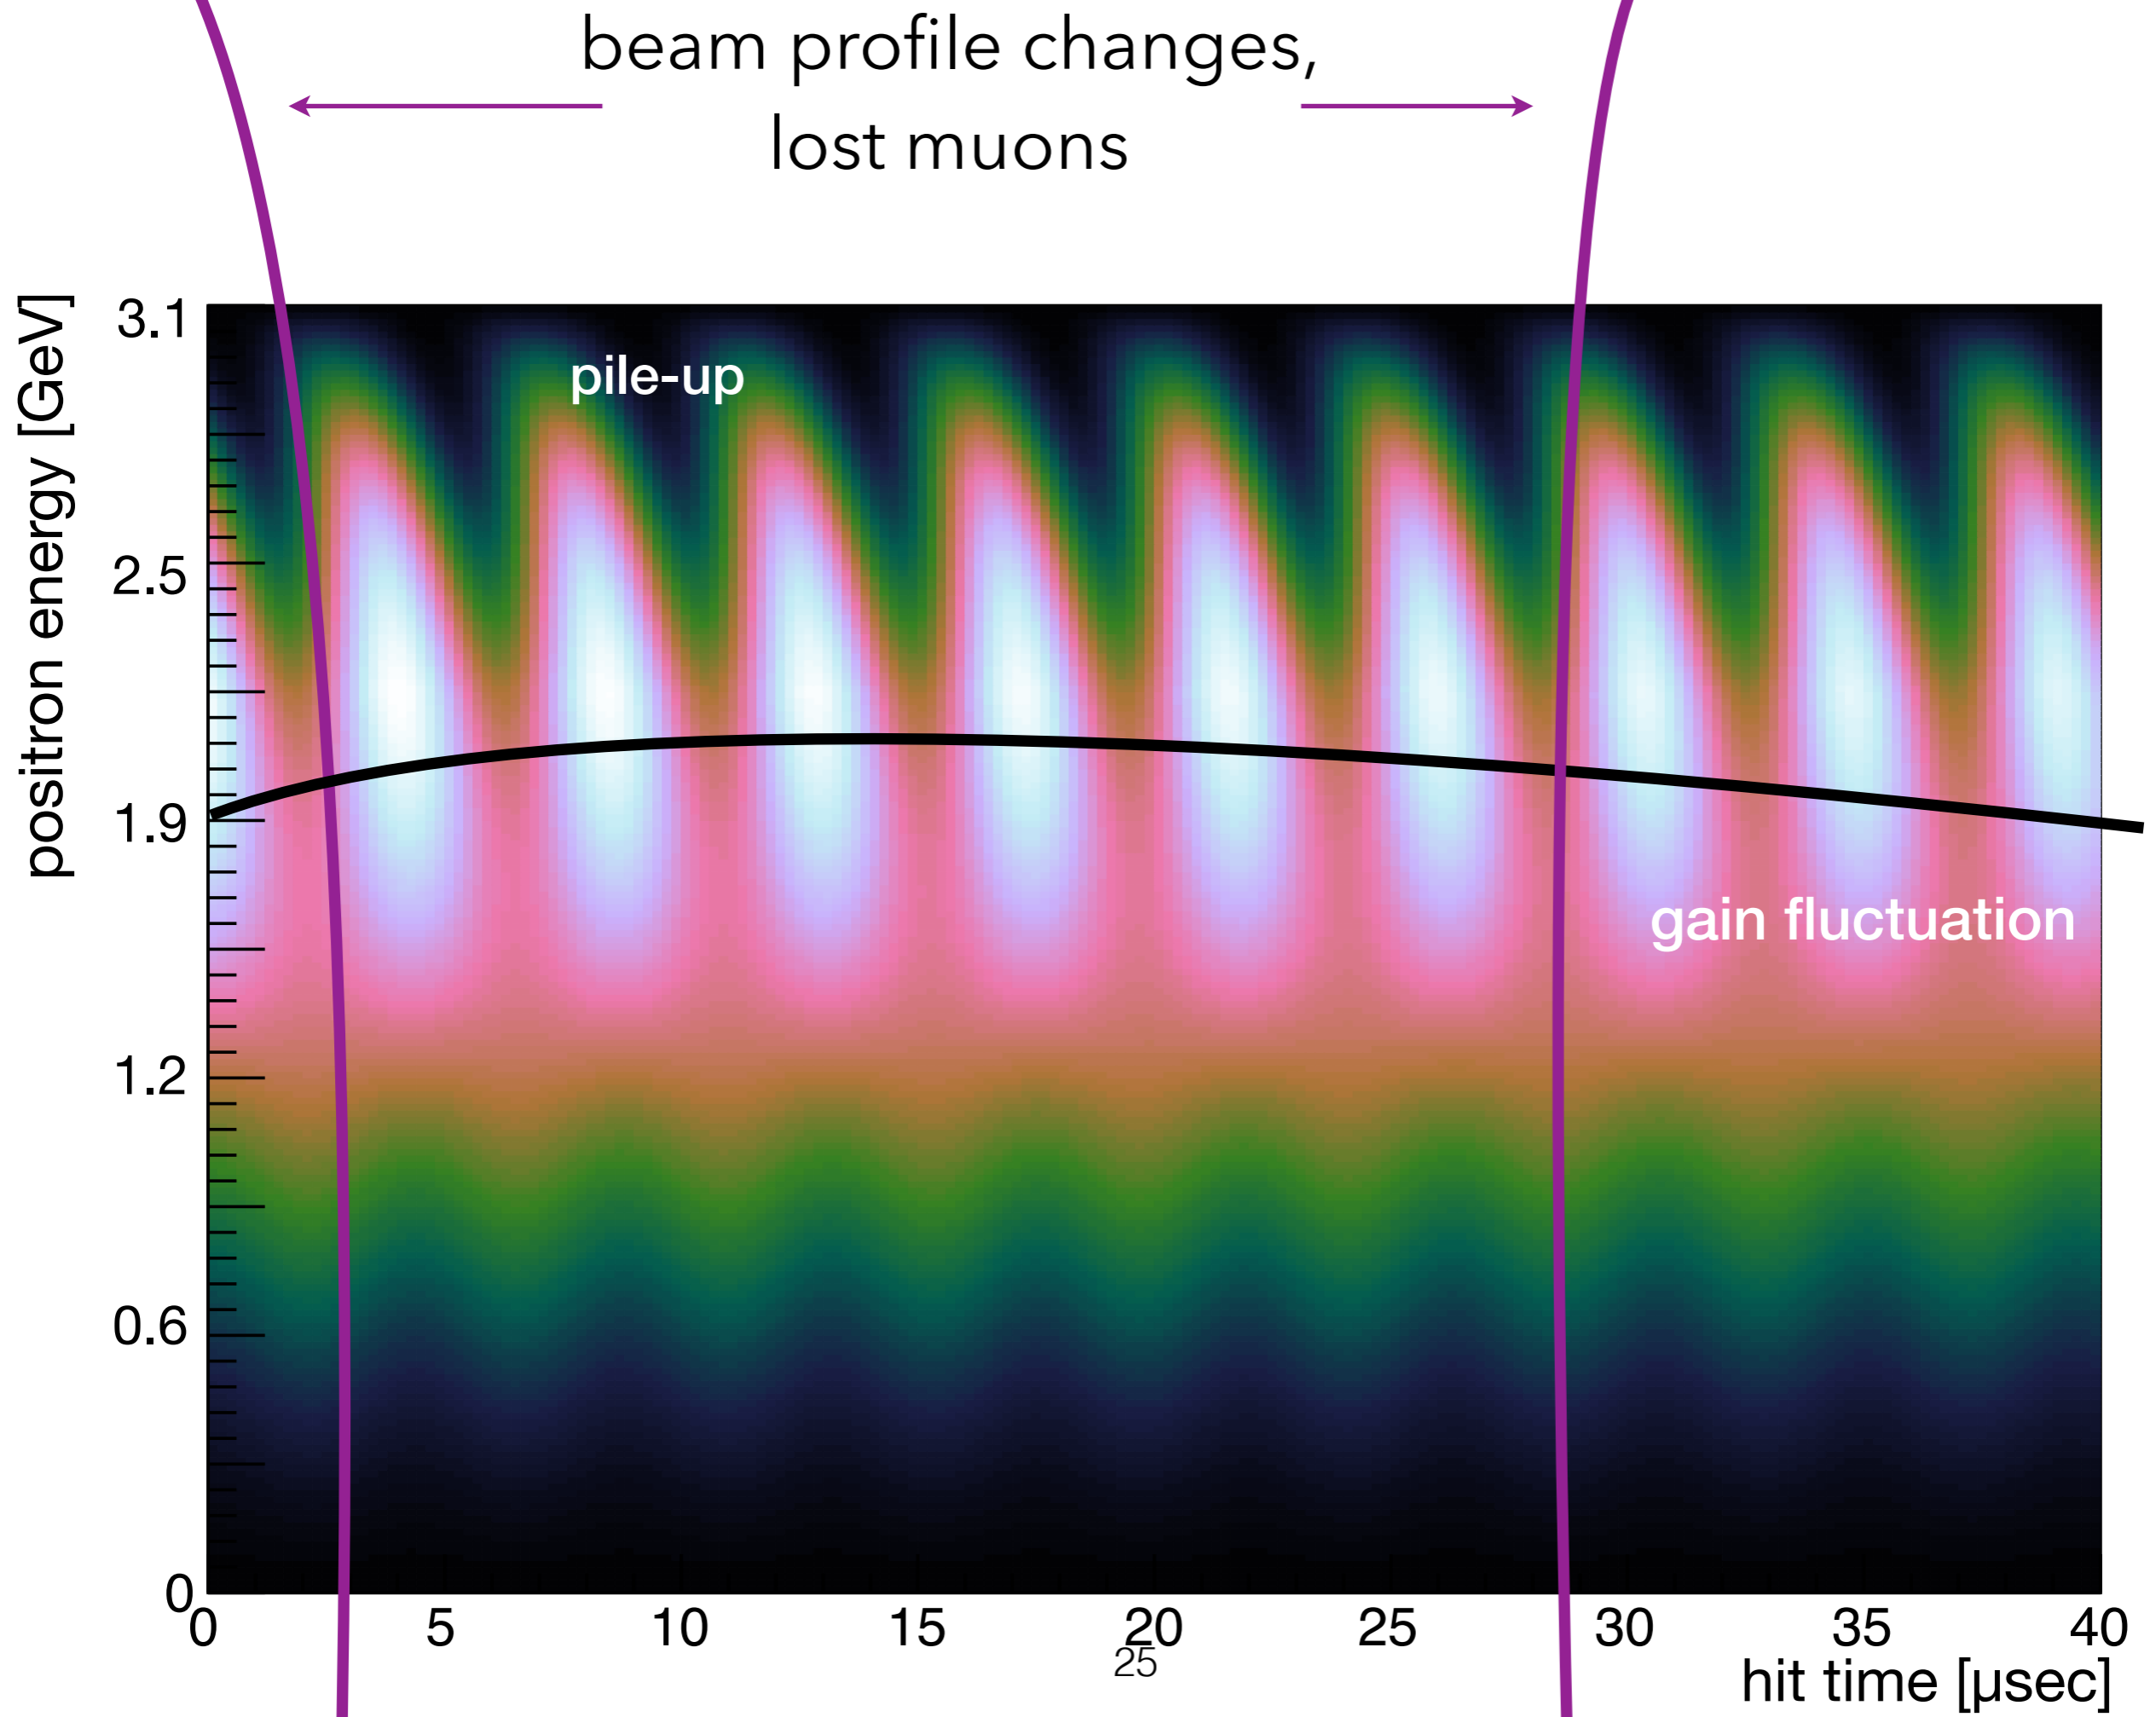 beam profile changes,
lost muons
positron energy [GeV]
3.1
pile-up
2.5
1.9
gain fluctuation
1.2
0.6
0
0 5 10 15 20 25 30 35 40
25
hit time [µsec]